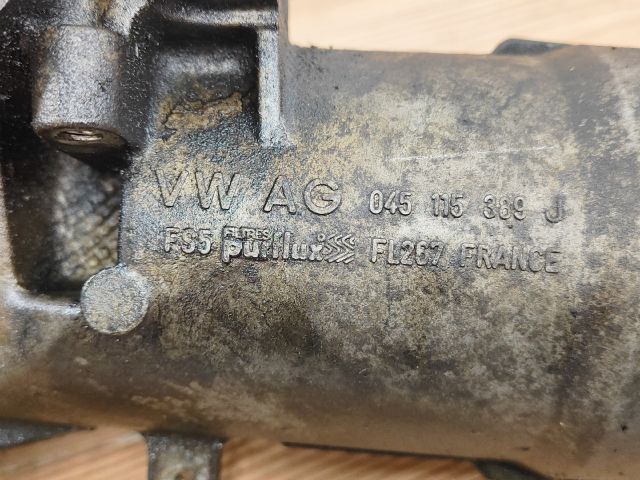 VW AG 045 115 389 J
FS5 FILTRES purflux FL267 FRANCE